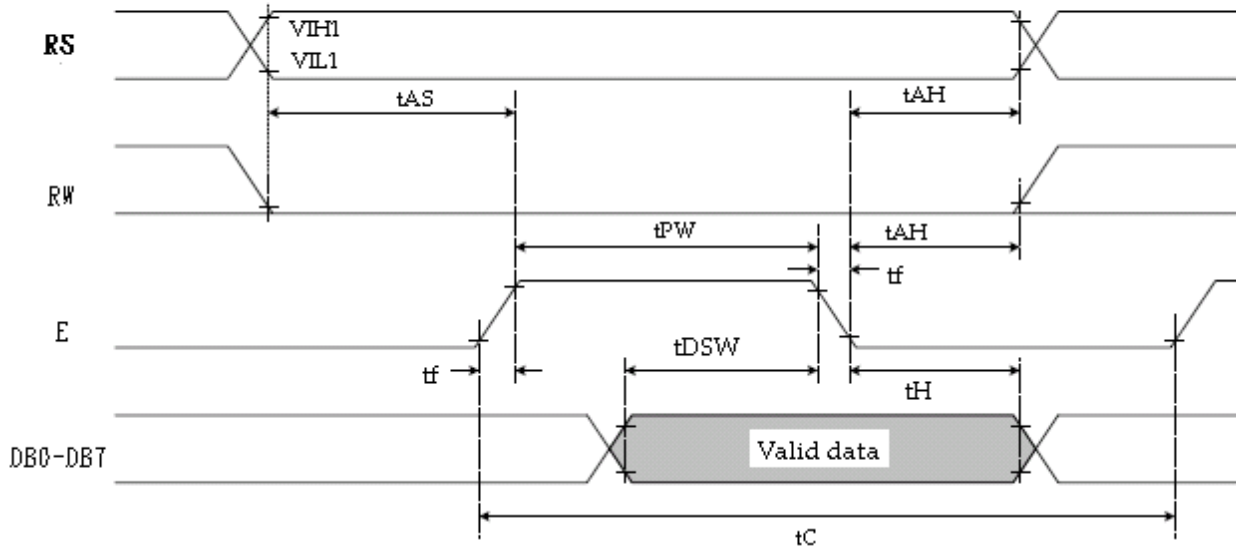 RS
VIH1
VIL1
tAS
tAH
RW
tPW
tAH
tf
E
tDSW
tf
tH
DB0-DB7
Valid data
tC